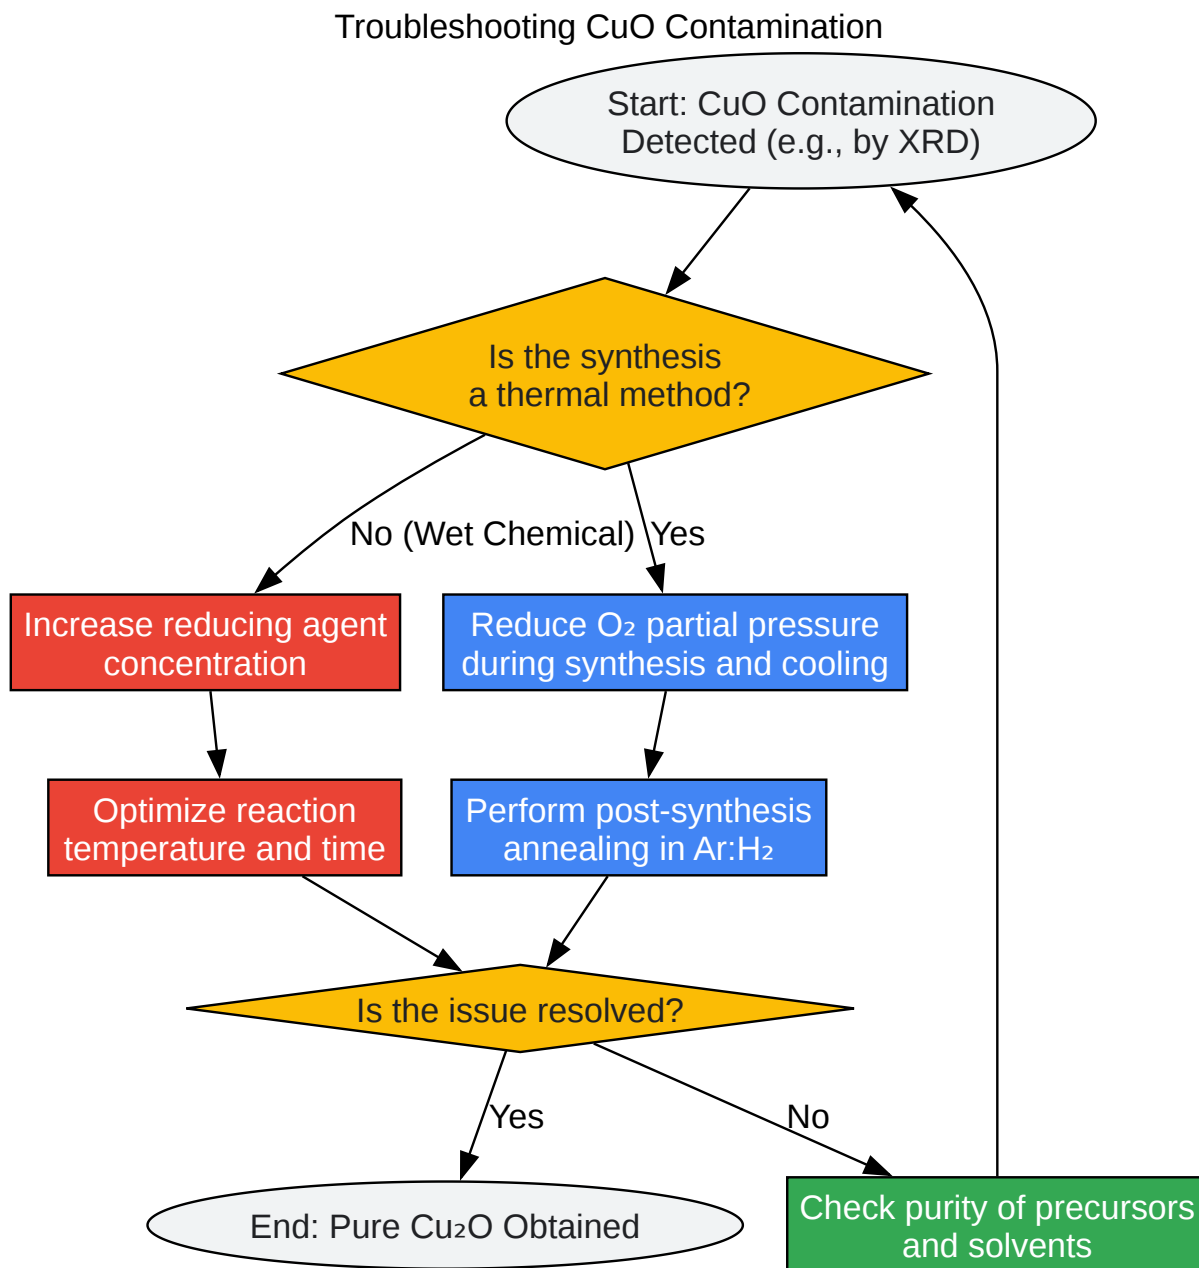 Troubleshooting CuO Contamination
Start: CuO Contamination
Detected (e.g., by XRD)
Is the synthesis
a thermal method?
No (Wet Chemical)
Yes
Increase reducing agent
concentration
Reduce O₂ partial pressure
during synthesis and cooling
Optimize reaction
temperature and time
Perform post-synthesis
annealing in Ar:H₂
Is the issue resolved?
Yes
No
End: Pure Cu₂O Obtained
Check purity of precursors
and solvents